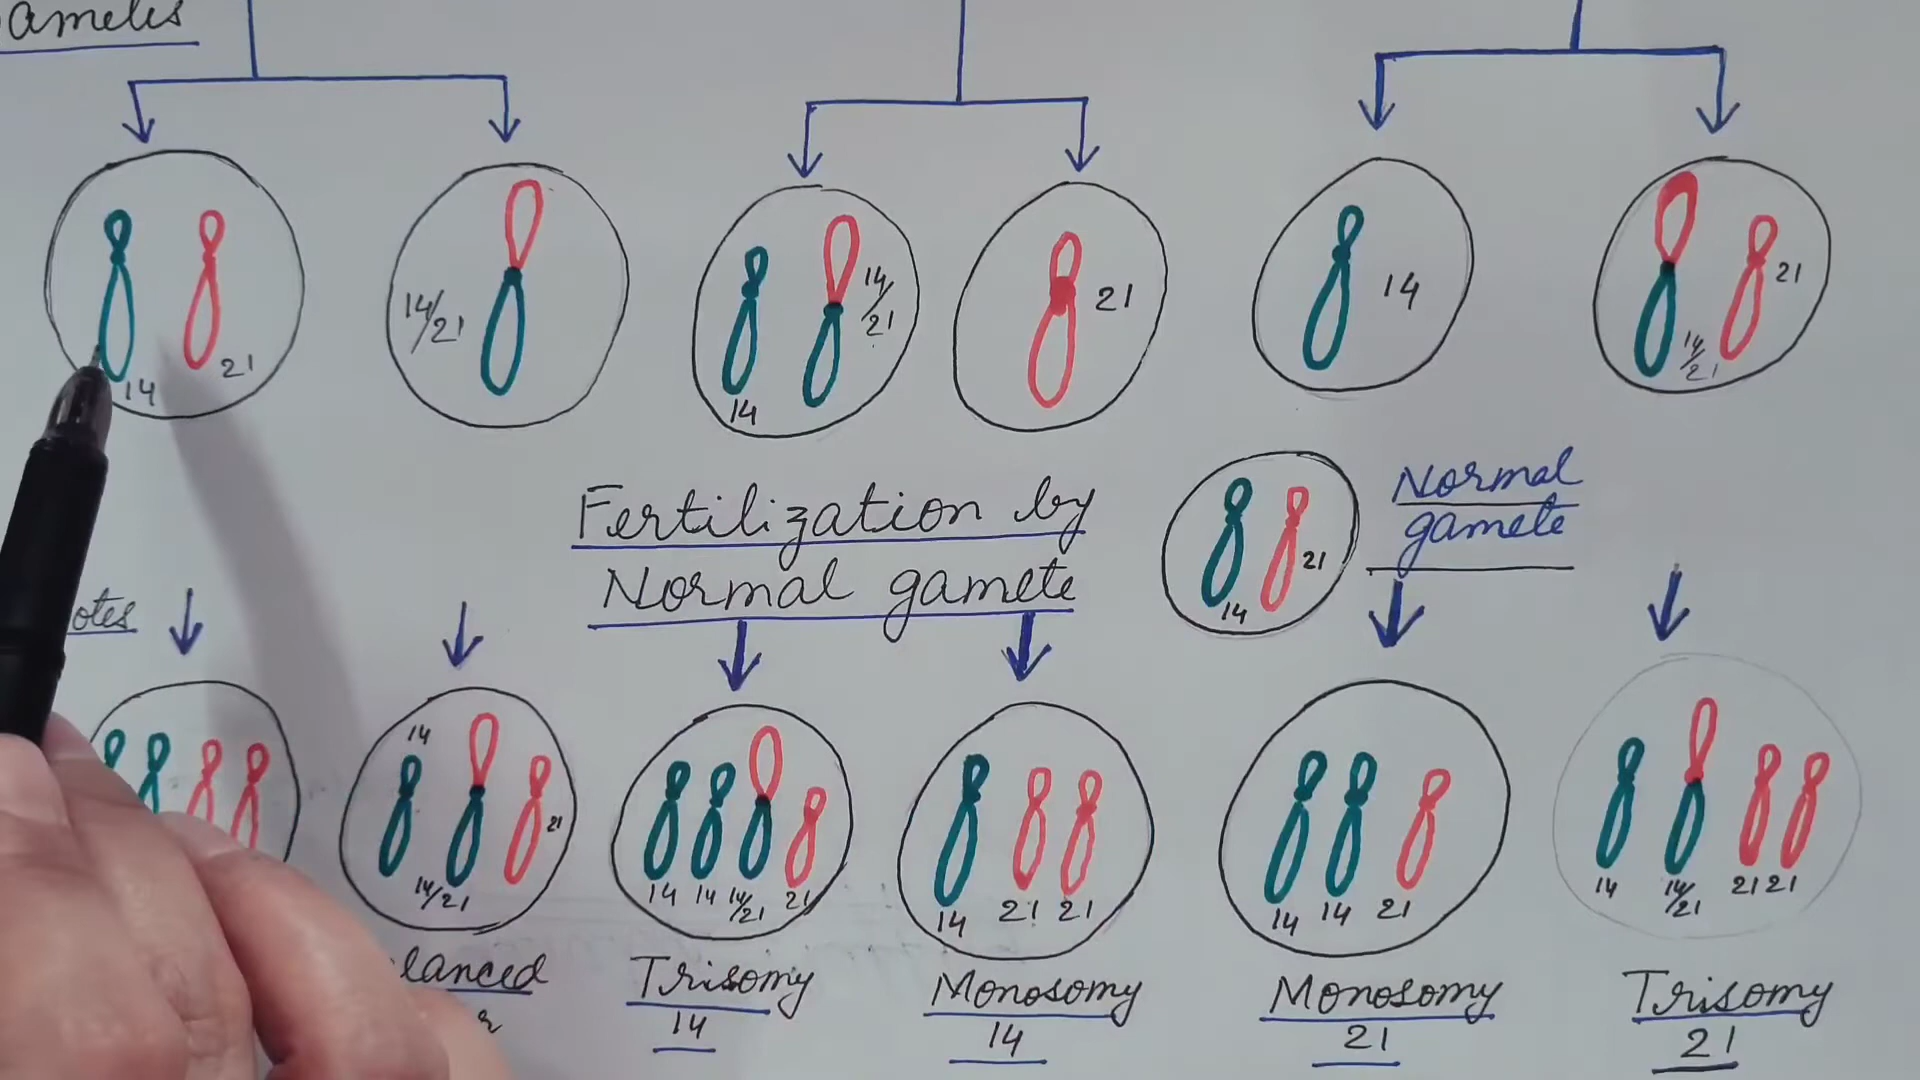 ametes
14
21
14/21
14
14/21
21
14
14/21
21
Fertilization by
Normal gamete
14
21
Normal
gamete
otes
14
14/21
21
14 14 14/21 21
14 21 21
14 14 21
14 14/21 21 21
lanced
r
Trisomy
14
Monosomy
14
Monosomy
21
Trisomy
21